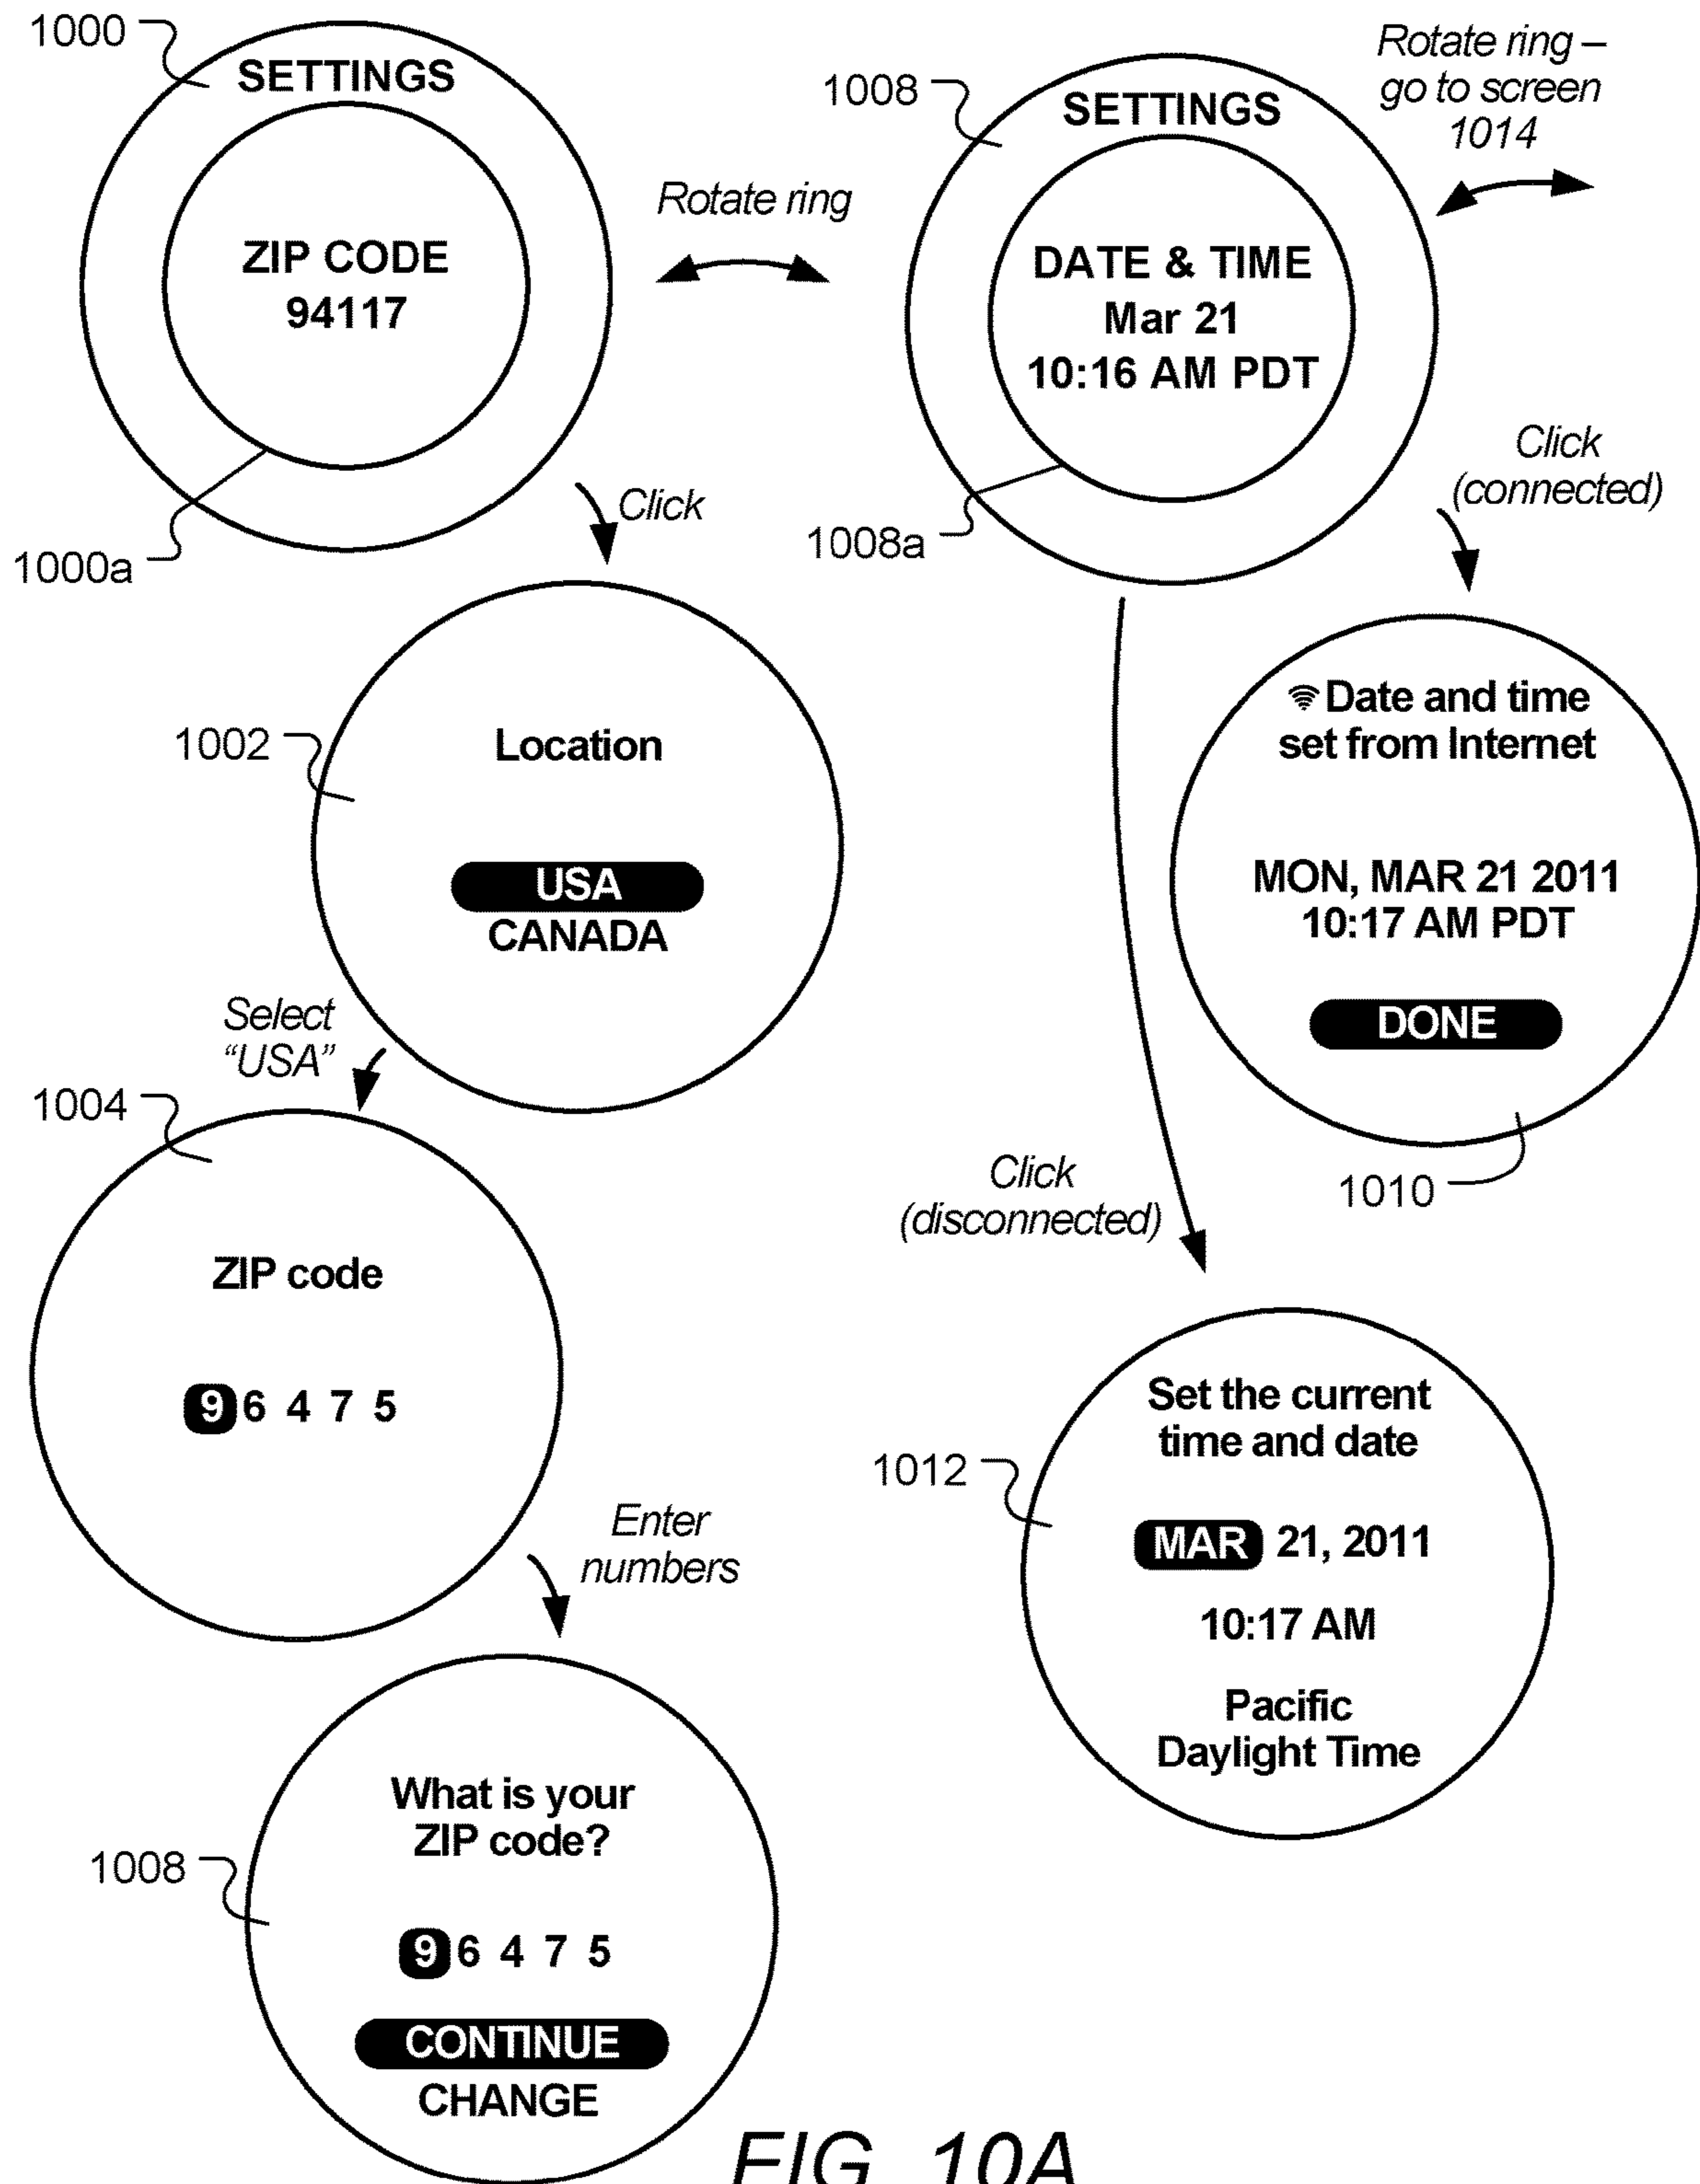 1000
SETTINGS
ZIP CODE
94117
1000a
Rotate ring
1008
SETTINGS
DATE & TIME
Mar 21
10:16 AM PDT
1008a
Rotate ring –
go to screen
1014
Click
Click
(connected)
1002
Location
USA
CANADA
Date and time
set from Internet
MON, MAR 21 2011
10:17 AM PDT
DONE
1010
Select
“USA”
1004
ZIP code
9 6 4 7 5
Click
(disconnected)
Enter
numbers
1012
Set the current
time and date
MAR 21, 2011
10:17 AM
Pacific
Daylight Time
1008
What is your
ZIP code?
9 6 4 7 5
CONTINUE
CHANGE
FIG. 10A